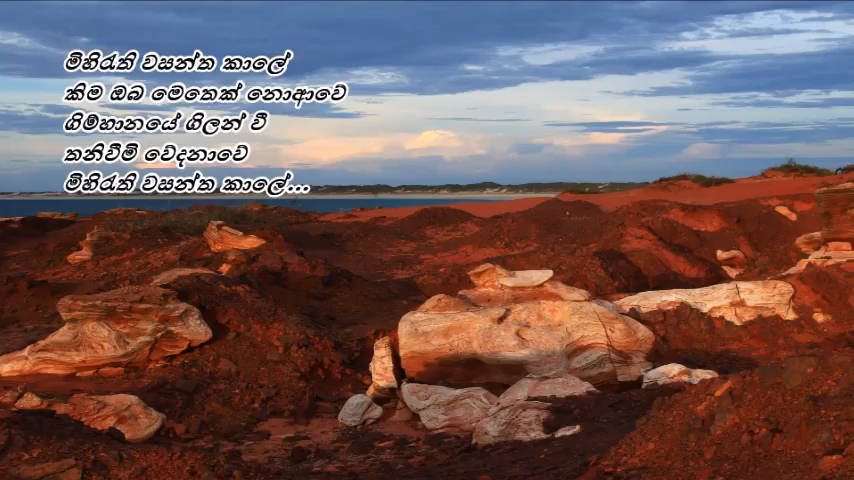 මිහිරැති වසන්ත කාලේ
කිම ඔබ මෙතෙක් නොආවේ
ගිම්හානයේ ගිලන් වී
තනිවීමි වේදනාවේ
මිහිරැති වසන්ත කාලේ...